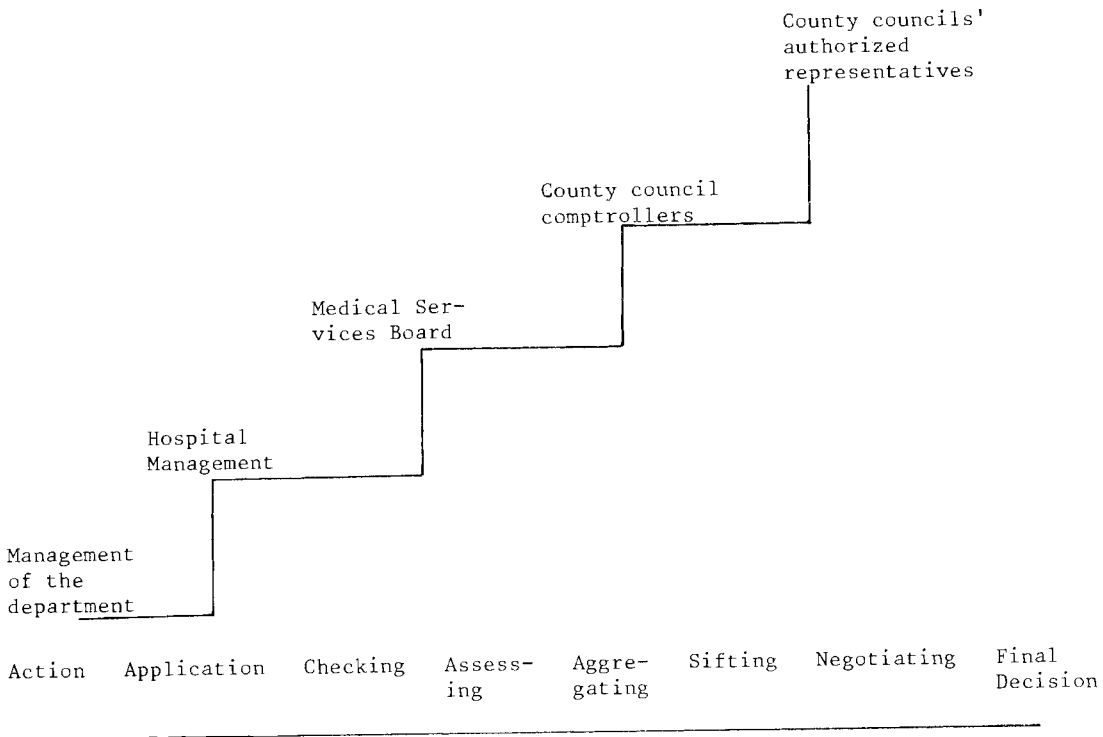 County councils'
authorized
representatives
County council
comptrollers
Medical Ser-
vices Board
Hospital
Management
Management
of the
department
Action Application Checking Assess- Aggre- Sifting Negotiating Final
ing gating Decision